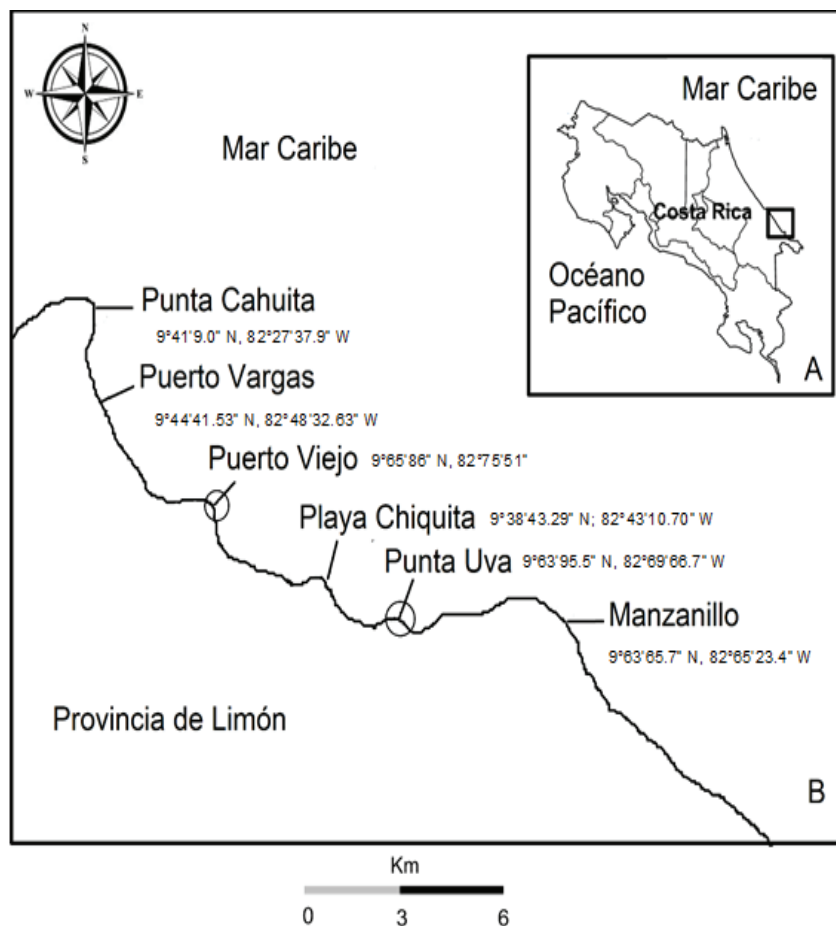 N
W E
S
Mar Caribe
Mar Caribe
Costa Rica
Océano
Pacífico
A
Punta Cahuita
9°41'9.0" N, 82°27'37.9" W
Puerto Vargas
9°44'41.53" N, 82°48'32.63" W
Puerto Viejo 9°65'86" N, 82°75'51"
Playa Chiquita 9°38'43.29" N; 82°43'10.70" W
Punta Uva 9°63'95.5" N, 82°69'66.7" W
Manzanillo
9°63'65.7" N, 82°65'23.4" W
Provincia de Limón
B
Km
0 3 6